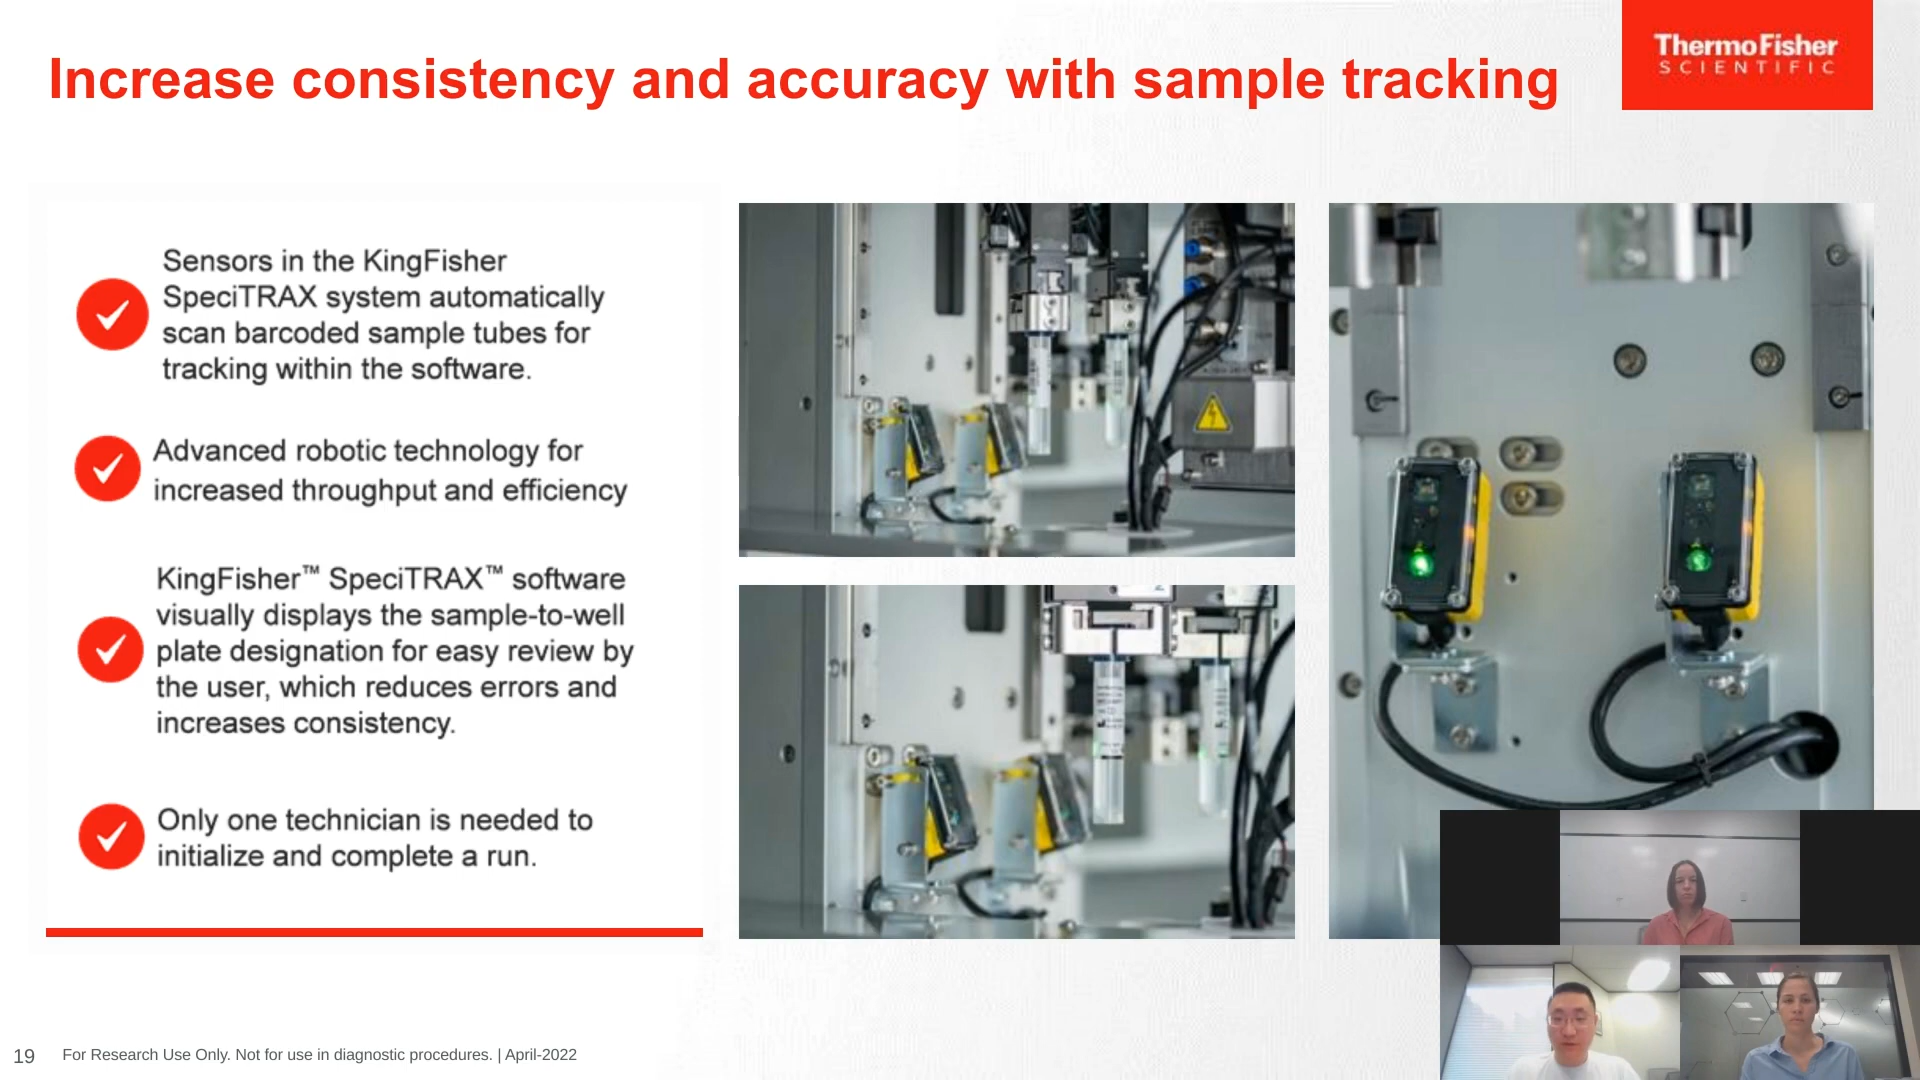 Increase consistency and accuracy with sample tracking
ThermoFisher
SCIENTIFIC
Sensors in the KingFisher
SpeciTRAX system automatically
scan barcoded sample tubes for
tracking within the software.
Advanced robotic technology for
increased throughput and efficiency
KingFisher™ SpeciTRAX™ software
visually displays the sample-to-well
plate designation for easy review by
the user, which reduces errors and
increases consistency.
Only one technician is needed to
initialize and complete a run.
19
For Research Use Only. Not for use in diagnostic procedures. | April-2022